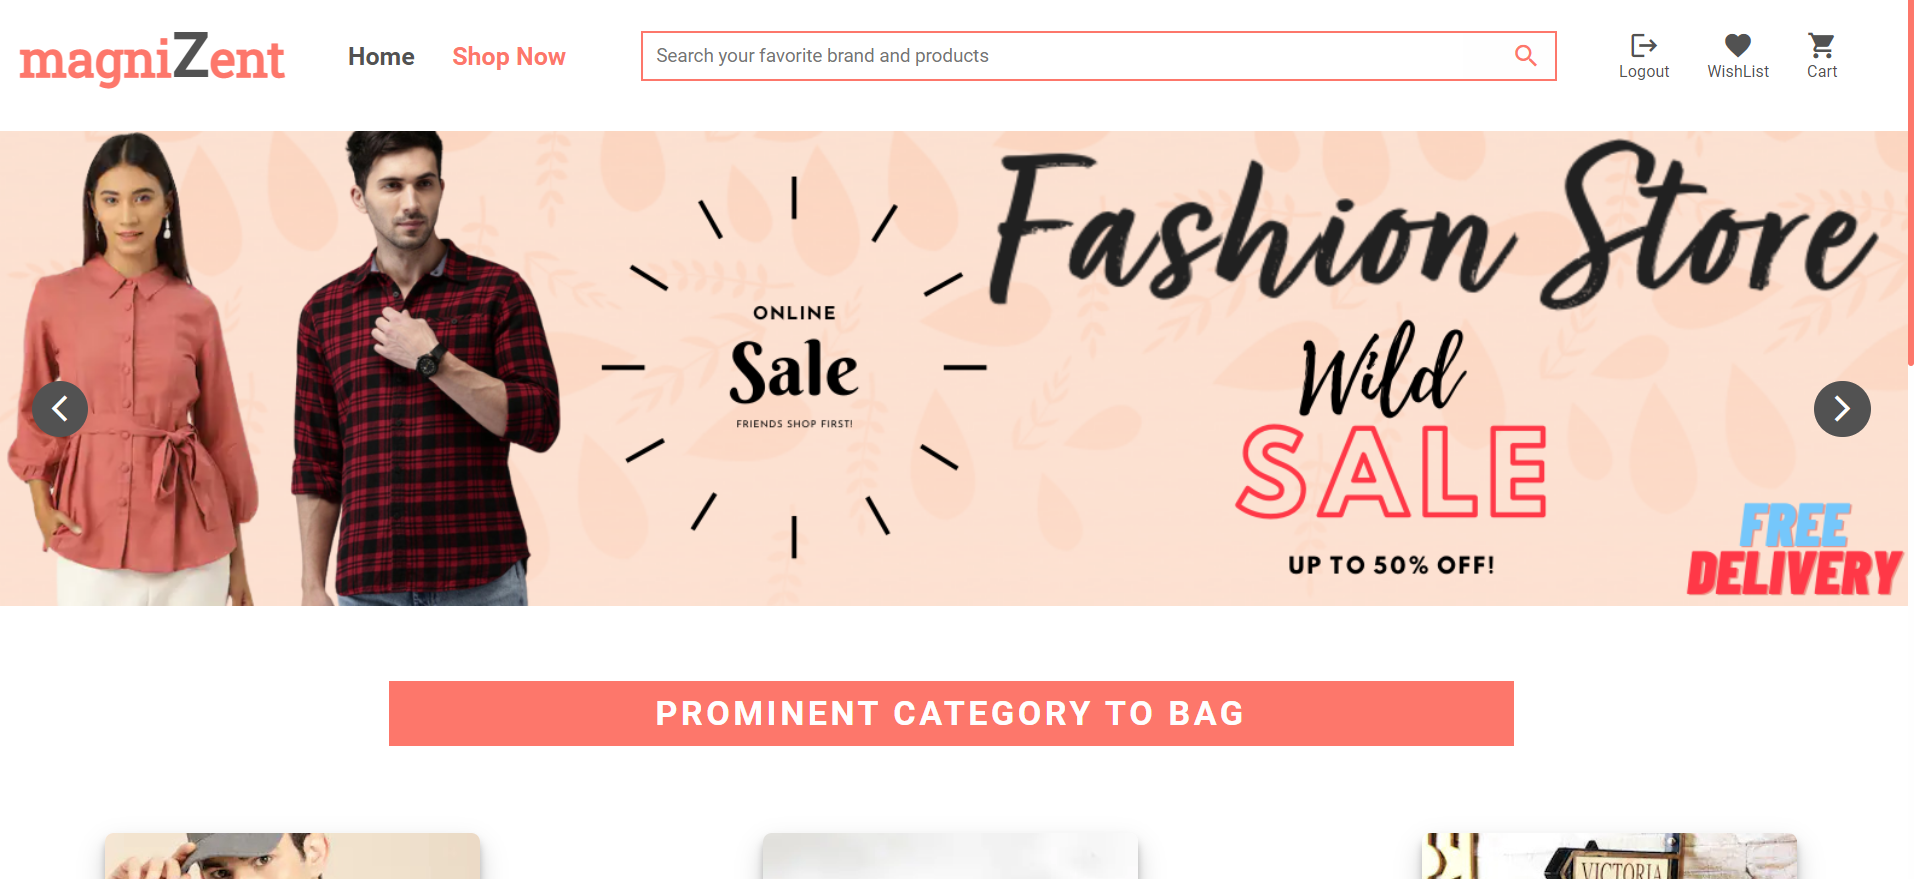 magniZent
Home
Shop Now
Search your favorite brand and products
Logout
WishList
Cart
Fashion Store
ONLINE
Sale
FRIENDS SHOP FIRST!
Wild
SALE
UP TO 50% OFF!
FREE
DELIVERY
PROMINENT CATEGORY TO BAG
VICTORIA